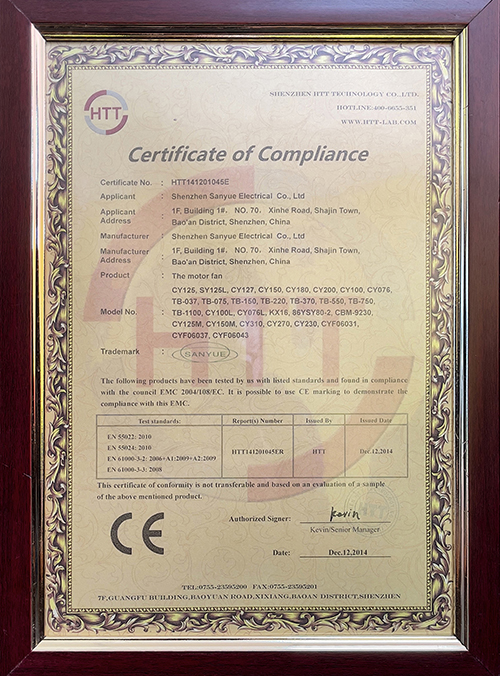 HTT
SHENZHEN HTT TECHNOLOGY CO.,LTD.
HOTLINE:400-6655-351
WWW.HTT-LAB.COM
Certificate of Compliance
Certificate No. : HTT141201045E
Applicant : Shenzhen Sanyue Electrical Co., Ltd
Applicant Address : 1F, Building 1#, NO. 70, Xinhe Road, Shajin Town,
Bao'an District, Shenzhen, China
Manufacturer : Shenzhen Sanyue Electrical Co., Ltd
Manufacturer Address : 1F, Building 1#, NO. 70, Xinhe Road, Shajin Town,
Bao'an District, Shenzhen, China
Product : The motor fan
Model No. : CY125, SY125L, CY127, CY150, CY180, CY200, CY100, CY076,
TB-037, TB-075, TB-150, TB-220, TB-370, TB-550, TB-750,
TB-1100, CY100L, CY076L, KX16, 86YSY80-2, CBM-9230,
CY125M, CY150M, CY310, CY270, CY230, CYF06031,
CYF06037, CYF06043
Trademark : SANYUE
The following products have been tested by us with listed standards and found in compliance
with the council EMC 2004/108/EC. It is possible to use CE marking to demonstrate the
compliance with this EMC.
Test standards: Report(s) Number Issued By Issued Date
EN 55022: 2010
EN 55024: 2010
EN 61000-3-2: 2006+A1:2009+A2:2009
EN 61000-3-3: 2008
HTT141201045ER HTT Dec.12,2014
This certificate of conformity is not transferable and based on an evaluation of a sample
of the above mentioned product.
CE
Authorized Signer: Kevin
Kevin/Senior Manager
Date: Dec.12,2014
TEL:0755-23595200 FAX:0755-23595201
7F,GUANGFU BUILDING,BAOYUAN ROAD,XIXIANG,BAOAN DISTRICT,SHENZHEN